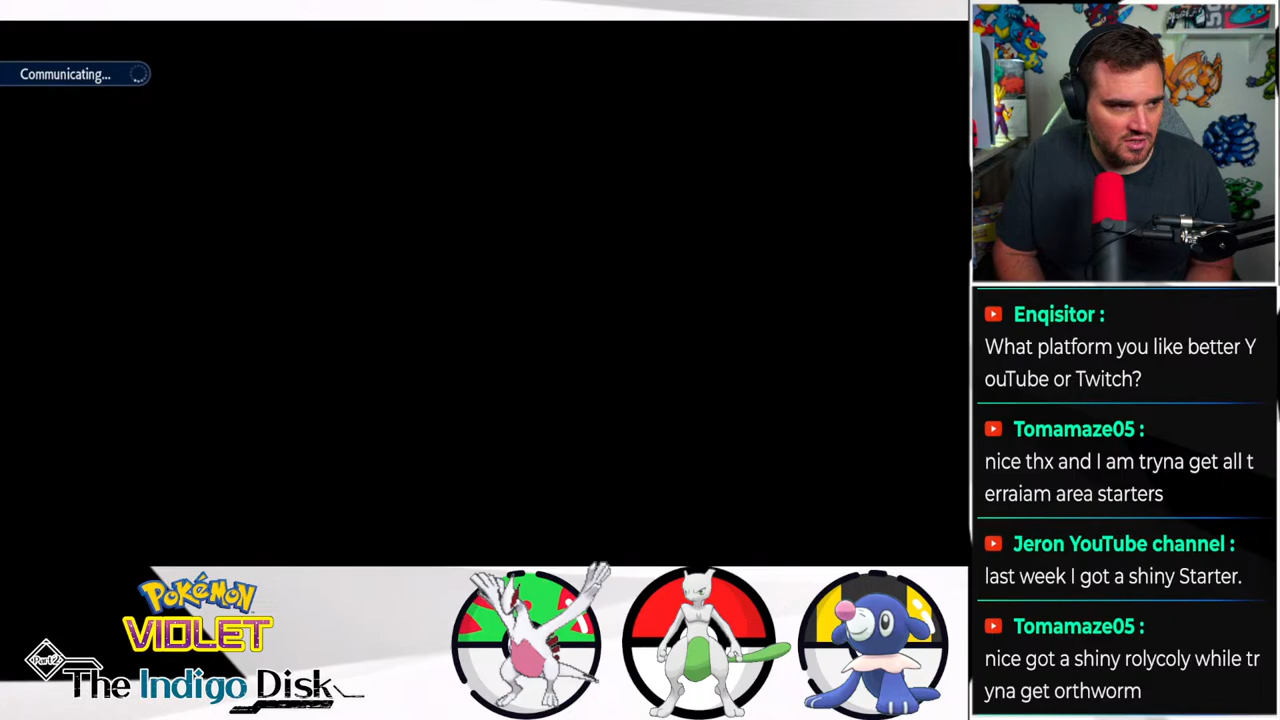 Communicating...
Enqisitor :
What platform you like better Y
ouTube or Twitch?
Tomamaze05 :
nice thx and I am tryna get all t
erraiam area starters
Jeron YouTube channel :
last week I got a shiny Starter.
Tomamaze05 :
nice got a shiny rolycoly while tr
yna get orthworm
POKéMON
VIOLET
Part 2
The Indigo Disk